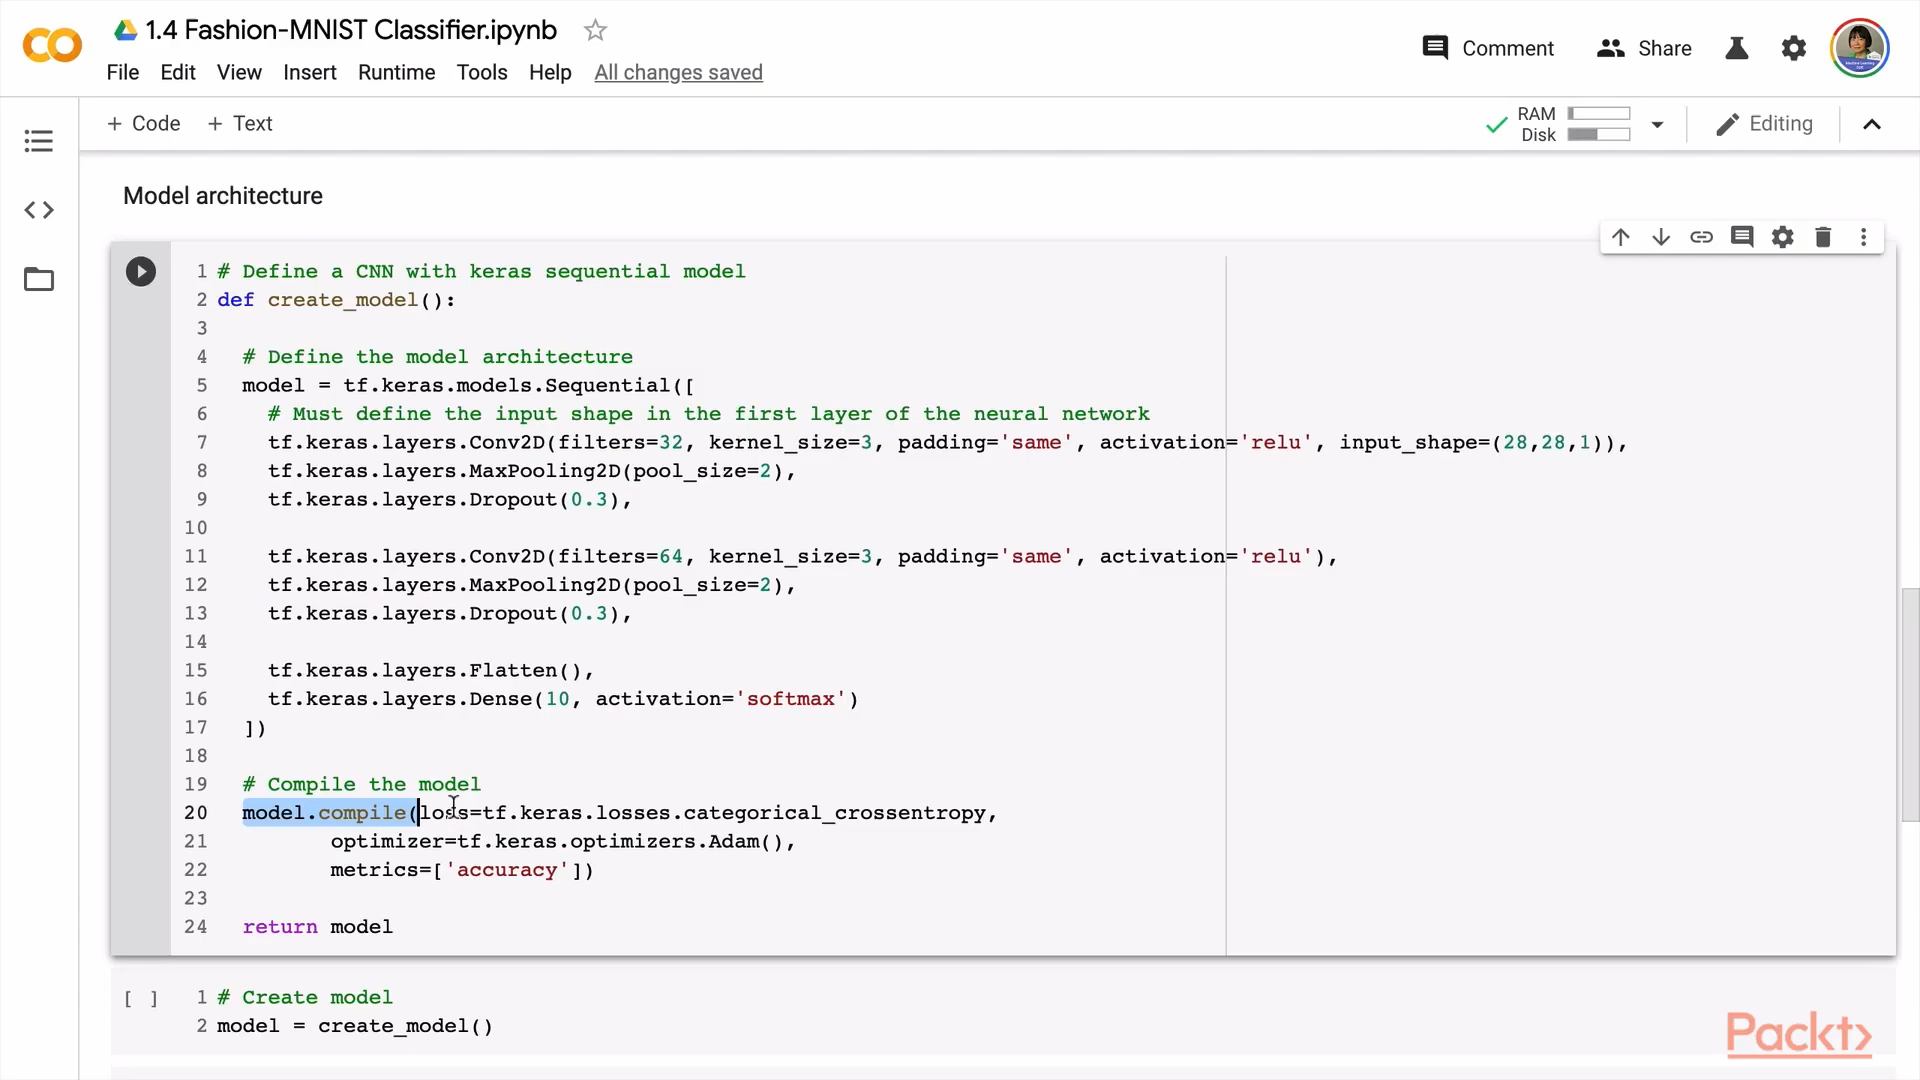 1.4 Fashion-MNIST Classifier.ipynb
File Edit View Insert Runtime Tools Help All changes saved
Comment Share
+ Code + Text
RAM
Disk
Editing
Model architecture
1 # Define a CNN with keras sequential model
2 def create_model():
3
4 # Define the model architecture
5 model = tf.keras.models.Sequential([
6 # Must define the input shape in the first layer of the neural network
7 tf.keras.layers.Conv2D(filters=32, kernel_size=3, padding='same', activation='relu', input_shape=(28,28,1)),
8 tf.keras.layers.MaxPooling2D(pool_size=2),
9 tf.keras.layers.Dropout(0.3),
10
11 tf.keras.layers.Conv2D(filters=64, kernel_size=3, padding='same', activation='relu'),
12 tf.keras.layers.MaxPooling2D(pool_size=2),
13 tf.keras.layers.Dropout(0.3),
14
15 tf.keras.layers.Flatten(),
16 tf.keras.layers.Dense(10, activation='softmax')
17 ])
18
19 # Compile the model
20 model.compile(loss=tf.keras.losses.categorical_crossentropy,
21 optimizer=tf.keras.optimizers.Adam(),
22 metrics=['accuracy'])
23
24 return model
[ ] 1 # Create model
2 model = create_model()
Packt>